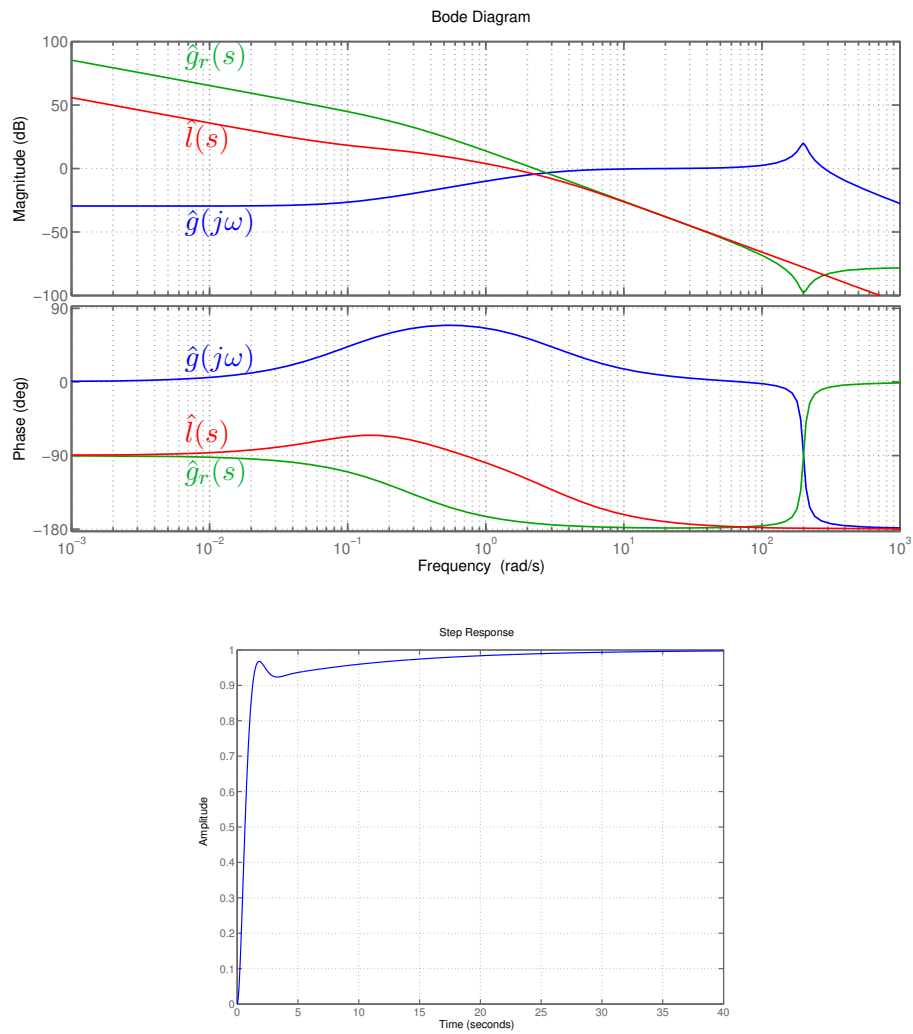 Bode Diagram
100
50
0
−50
−100
Magnitude (dB)
ĝ_r(s)
l̂(s)
ĝ(jω)
90
0
−90
−180
Phase (deg)
ĝ(jω)
l̂(s)
ĝ_r(s)
10⁻³ 10⁻² 10⁻¹ 10⁰ 10¹ 10² 10³
Frequency (rad/s)
Step Response
1
0.9
0.8
0.7
0.6
0.5
0.4
0.3
0.2
0.1
0
Amplitude
0 5 10 15 20 25 30 35 40
Time (seconds)